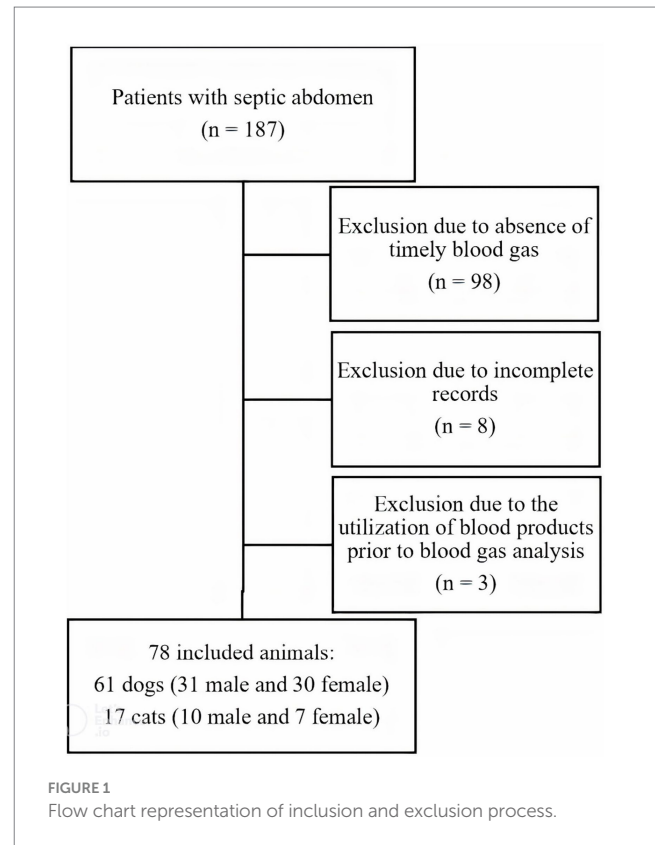 Patients with septic abdomen
(n = 187)
Exclusion due to absence of
timely blood gas
(n = 98)
Exclusion due to incomplete
records
(n = 8)
Exclusion due to the
utilization of blood products
prior to blood gas analysis
(n = 3)
78 included animals:
61 dogs (31 male and 30 female)
17 cats (10 male and 7 female)
FIGURE 1
Flow chart representation of inclusion and exclusion process.